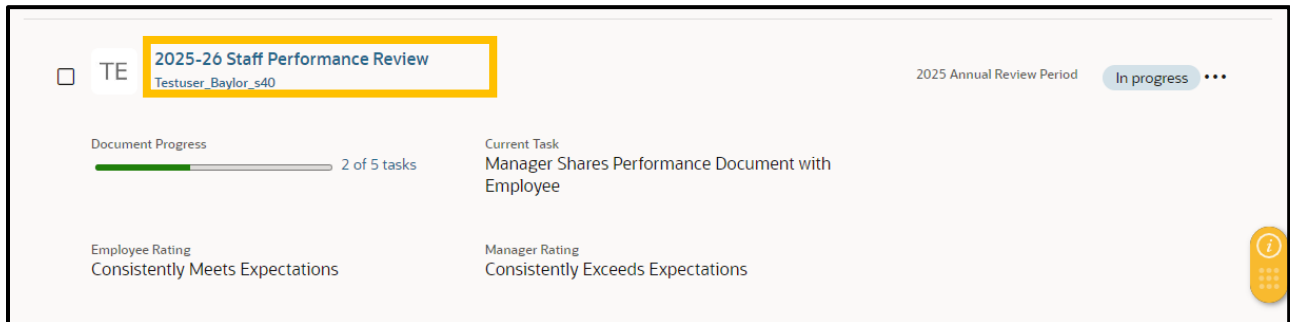 TE
2025-26 Staff Performance Review
Testuser_Baylor_s40
2025 Annual Review Period
In progress
Document Progress
2 of 5 tasks
Current Task
Manager Shares Performance Document with
Employee
Employee Rating
Consistently Meets Expectations
Manager Rating
Consistently Exceeds Expectations
i